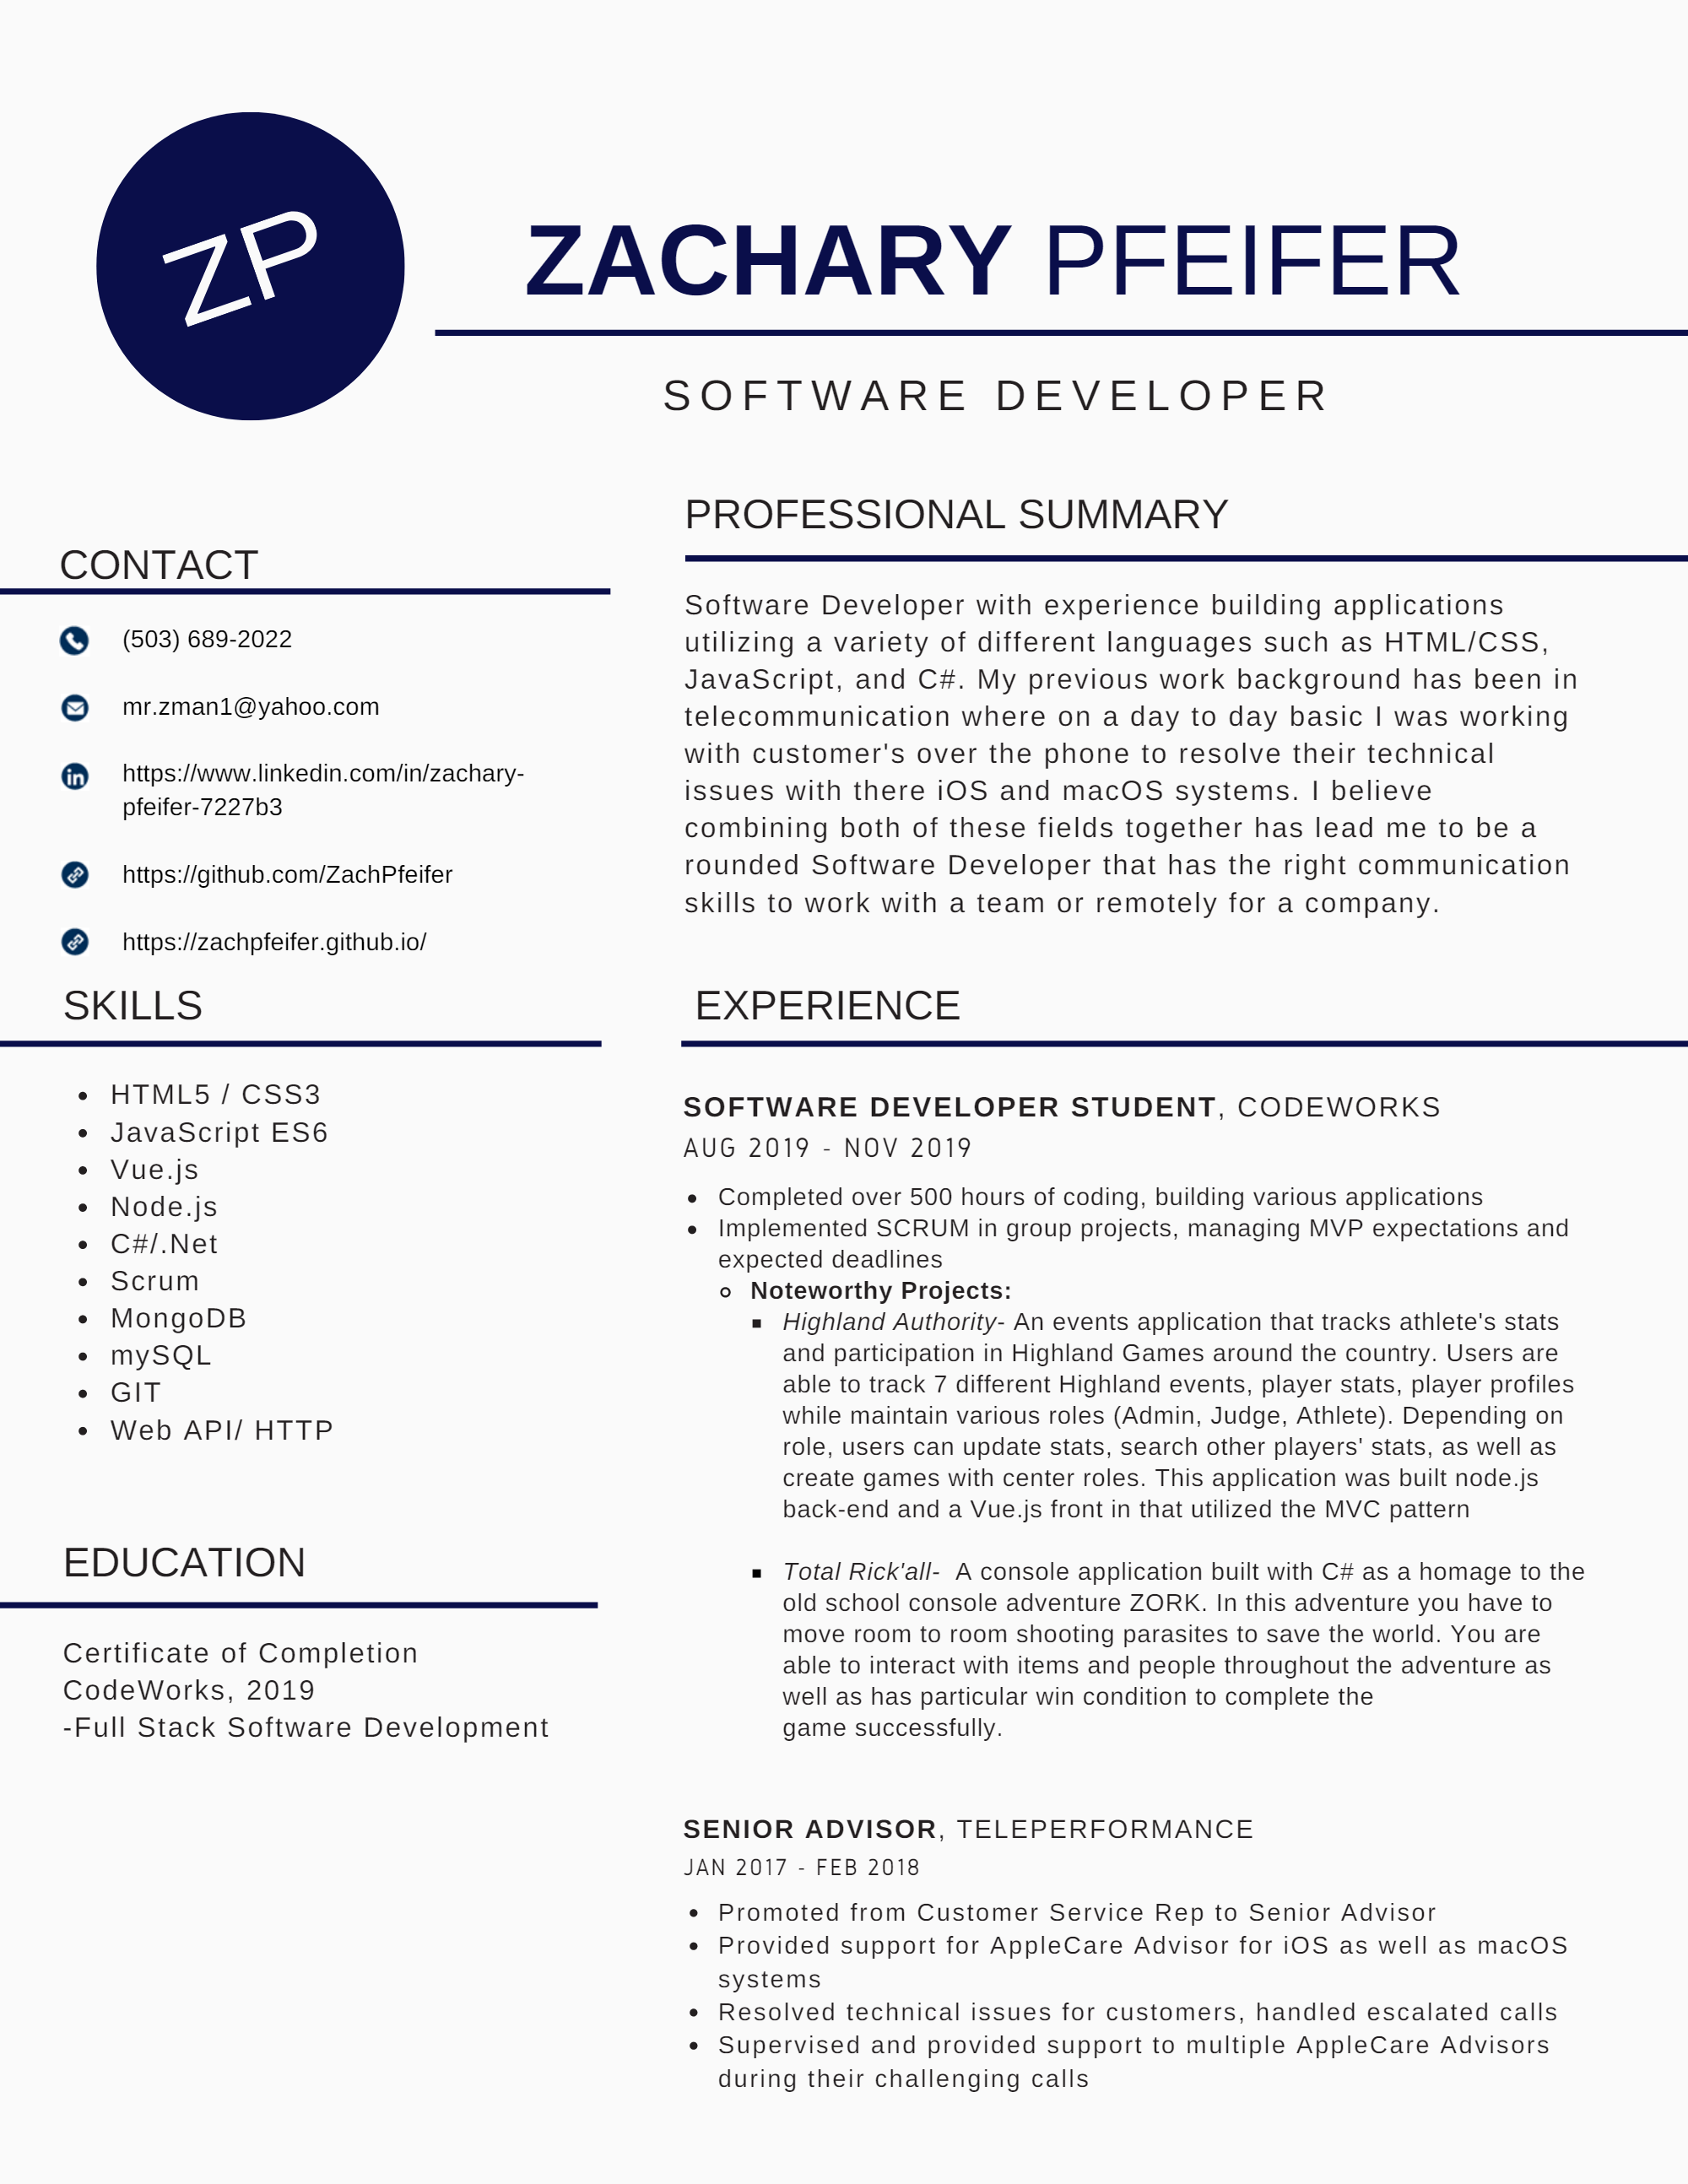 ZP
ZACHARY PFEIFER
SOFTWARE DEVELOPER
CONTACT
(503) 689-2022
mr.zman1@yahoo.com
https://www.linkedin.com/in/zachary-
pfeifer-7227b3
https://github.com/ZachPfeifer
https://zachpfeifer.github.io/
SKILLS
HTML5 / CSS3
JavaScript ES6
Vue.js
Node.js
C#/.Net
Scrum
MongoDB
mySQL
GIT
Web API/ HTTP
EDUCATION
Certificate of Completion
CodeWorks, 2019
-Full Stack Software Development
PROFESSIONAL SUMMARY
Software Developer with experience building applications
utilizing a variety of different languages such as HTML/CSS,
JavaScript, and C#. My previous work background has been in
telecommunication where on a day to day basic I was working
with customer's over the phone to resolve their technical
issues with there iOS and macOS systems. I believe
combining both of these fields together has lead me to be a
rounded Software Developer that has the right communication
skills to work with a team or remotely for a company.
EXPERIENCE
SOFTWARE DEVELOPER STUDENT, CODEWORKS
AUG 2019 - NOV 2019
Completed over 500 hours of coding, building various applications
Implemented SCRUM in group projects, managing MVP expectations and
expected deadlines
Noteworthy Projects:
Highland Authority- An events application that tracks athlete's stats
and participation in Highland Games around the country. Users are
able to track 7 different Highland events, player stats, player profiles
while maintain various roles (Admin, Judge, Athlete). Depending on
role, users can update stats, search other players' stats, as well as
create games with center roles. This application was built node.js
back-end and a Vue.js front in that utilized the MVC pattern
Total Rick'all-  A console application built with C# as a homage to the
old school console adventure ZORK. In this adventure you have to
move room to room shooting parasites to save the world. You are
able to interact with items and people throughout the adventure as
well as has particular win condition to complete the
game successfully.
SENIOR ADVISOR, TELEPERFORMANCE
JAN 2017 - FEB 2018
Promoted from Customer Service Rep to Senior Advisor
Provided support for AppleCare Advisor for iOS as well as macOS
systems
Resolved technical issues for customers, handled escalated calls
Supervised and provided support to multiple AppleCare Advisors
during their challenging calls